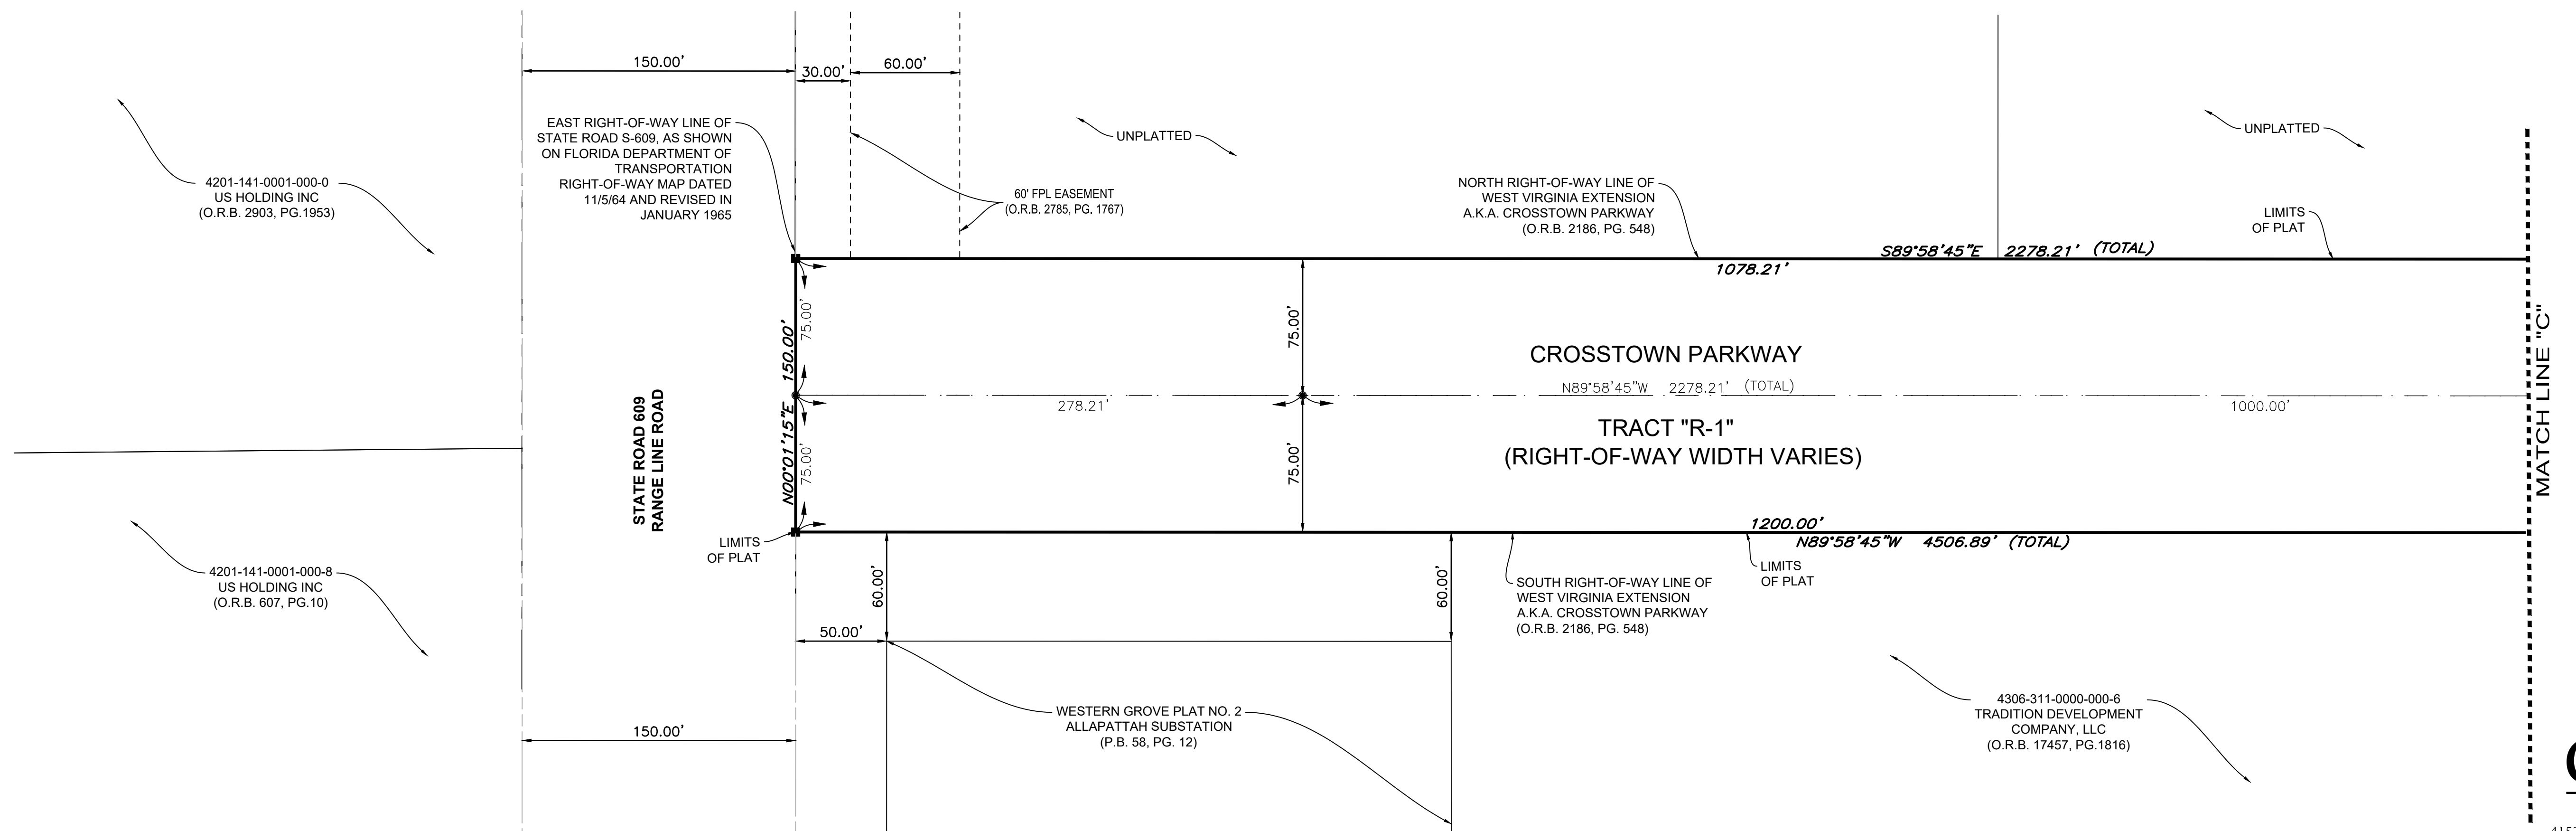 150.00'
30.00'
60.00'
EAST RIGHT-OF-WAY LINE OF
STATE ROAD S-609, AS SHOWN
ON FLORIDA DEPARTMENT OF
TRANSPORTATION
RIGHT-OF-WAY MAP DATED
11/5/64 AND REVISED IN
JANUARY 1965
UNPLATTED
UNPLATTED
4201-141-0001-000-0
US HOLDING INC
(O.R.B. 2903, PG.1953)
60' FPL EASEMENT
(O.R.B. 2785, PG. 1767)
NORTH RIGHT-OF-WAY LINE OF
WEST VIRGINIA EXTENSION
A.K.A. CROSSTOWN PARKWAY
(O.R.B. 2186, PG. 548)
LIMITS
OF PLAT
S89°58'45"E 2278.21' (TOTAL)
1078.21'
75.00'
75.00'
N00°01'15"E 150.00'
CROSSTOWN PARKWAY
N89°58'45"W 2278.21' (TOTAL)
278.21'
1000.00'
MATCH LINE "C"
TRACT "R-1"
(RIGHT-OF-WAY WIDTH VARIES)
75.00'
75.00'
STATE ROAD 609
RANGE LINE ROAD
1200.00'
N89°58'45"W 4506.89' (TOTAL)
LIMITS
OF PLAT
LIMITS
OF PLAT
4201-141-0001-000-8
US HOLDING INC
(O.R.B. 607, PG.10)
60.00'
60.00'
SOUTH RIGHT-OF-WAY LINE OF
WEST VIRGINIA EXTENSION
A.K.A. CROSSTOWN PARKWAY
(O.R.B. 2186, PG. 548)
50.00'
WESTERN GROVE PLAT NO. 2
ALLAPATTAH SUBSTATION
(P.B. 58, PG. 12)
4306-311-0000-000-6
TRADITION DEVELOPMENT
COMPANY, LLC
(O.R.B. 17457, PG.1816)
150.00'